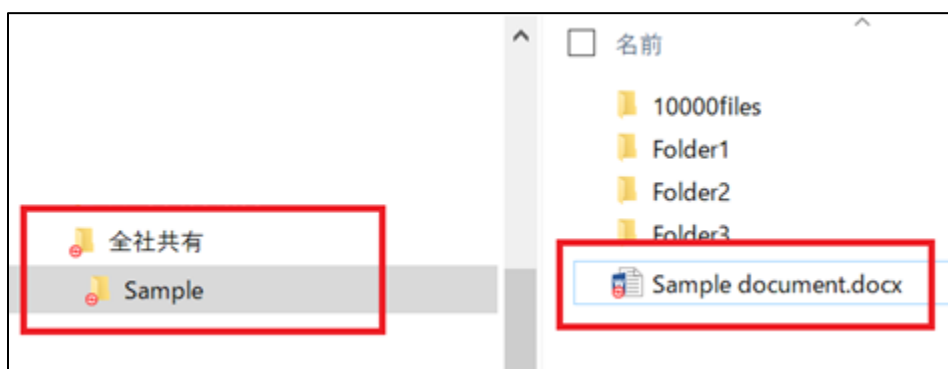 名前
10000files
Folder1
Folder2
Folder3
全社共有
Sample
Sample document.docx